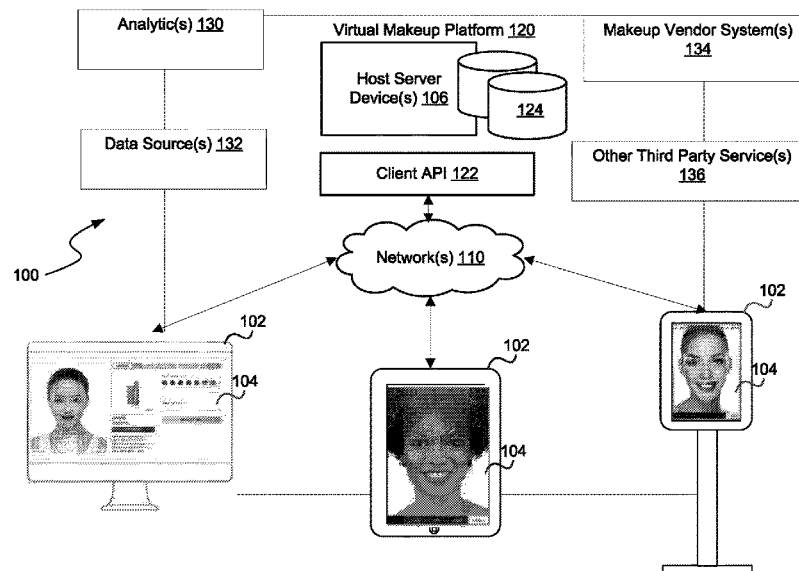 Analytic(s) 130
Virtual Makeup Platform 120
Makeup Vendor System(s)
134
Host Server
Device(s) 106
124
Data Source(s) 132
Other Third Party Service(s)
136
Client API 122
100
Network(s) 110
102
102
102
104
104
104